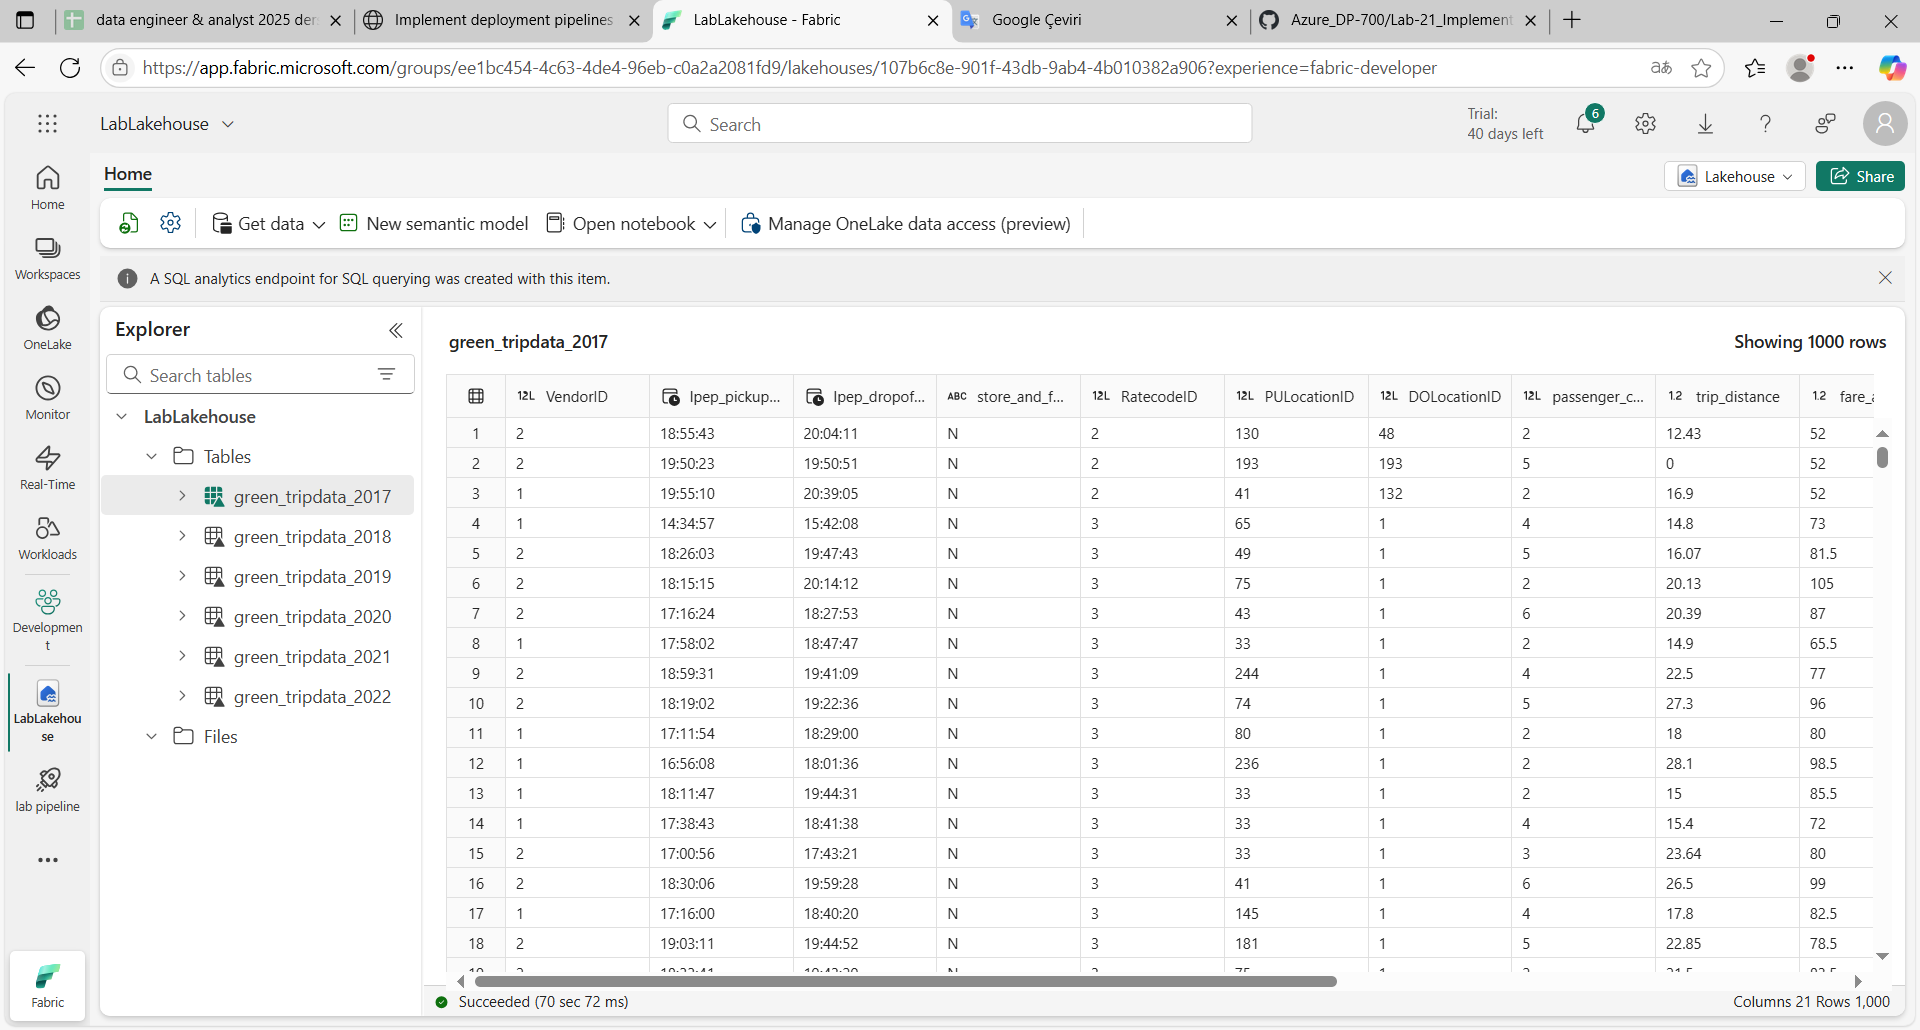 data engineer & analyst 2025 der
Implement deployment pipelines
LabLakehouse - Fabric
Google Çeviri
Azure_DP-700/Lab-21_Implement
https://app.fabric.microsoft.com/groups/ee1bc454-4c63-4de4-96eb-c0a2a2081fd9/lakehouses/107b6c8e-901f-43db-9ab4-4b010382a906?experience=fabric-developer
LabLakehouse
Search
Trial:
40 days left
6
Home
Lakehouse
Share
Get data
New semantic model
Open notebook
Manage OneLake data access (preview)
A SQL analytics endpoint for SQL querying was created with this item.
Home
Workspaces
OneLake
Monitor
Real-Time
Workloads
Developmen
t
LabLakehou
se
lab pipeline
Fabric
Explorer
Search tables
LabLakehouse
Tables
green_tripdata_2017
green_tripdata_2018
green_tripdata_2019
green_tripdata_2020
green_tripdata_2021
green_tripdata_2022
Files
green_tripdata_2017
Showing 1000 rows
12L VendorID lpep_pickup... lpep_dropof... ABC store_and_f... 12L RatecodeID 12L PULocationID 12L DOLocationID 12L passenger_c... 1.2 trip_distance 1.2 fare_a
1 2 18:55:43 20:04:11 N 2 130 48 2 12.43 52
2 2 19:50:23 19:50:51 N 2 193 193 5 0 52
3 1 19:55:10 20:39:05 N 2 41 132 2 16.9 52
4 1 14:34:57 15:42:08 N 3 65 1 4 14.8 73
5 2 18:26:03 19:47:43 N 3 49 1 5 16.07 81.5
6 2 18:15:15 20:14:12 N 3 75 1 2 20.13 105
7 2 17:16:24 18:27:53 N 3 43 1 6 20.39 87
8 1 17:58:02 18:47:47 N 3 33 1 2 14.9 65.5
9 2 18:59:31 19:41:09 N 3 244 1 4 22.5 77
10 2 18:19:02 19:22:36 N 3 74 1 5 27.3 96
11 1 17:11:54 18:29:00 N 3 80 1 2 18 80
12 1 16:56:08 18:01:36 N 3 236 1 2 28.1 98.5
13 1 18:11:47 19:44:31 N 3 33 1 2 15 85.5
14 1 17:38:43 18:41:38 N 3 33 1 4 15.4 72
15 2 17:00:56 17:43:21 N 3 33 1 3 23.64 80
16 2 18:30:06 19:59:28 N 3 41 1 6 26.5 99
17 1 17:16:00 18:40:20 N 3 145 1 4 17.8 82.5
18 2 19:03:11 19:44:52 N 3 181 1 5 22.85 78.5
Succeeded (70 sec 72 ms)
Columns 21 Rows 1,000